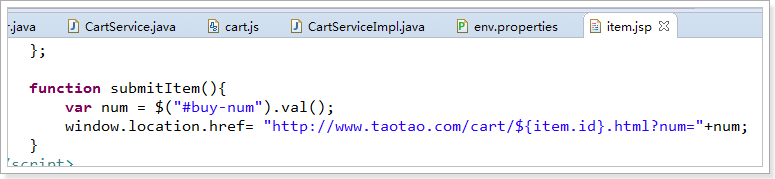 r.java CartService.java cart.js CartServiceImpl.java env.properties item.jsp
};
function submitItem(){
var num = $("#buy-num").val();
window.location.href= "http://www.taotao.com/cart/${item.id}.html?num="+num;
}
/script>